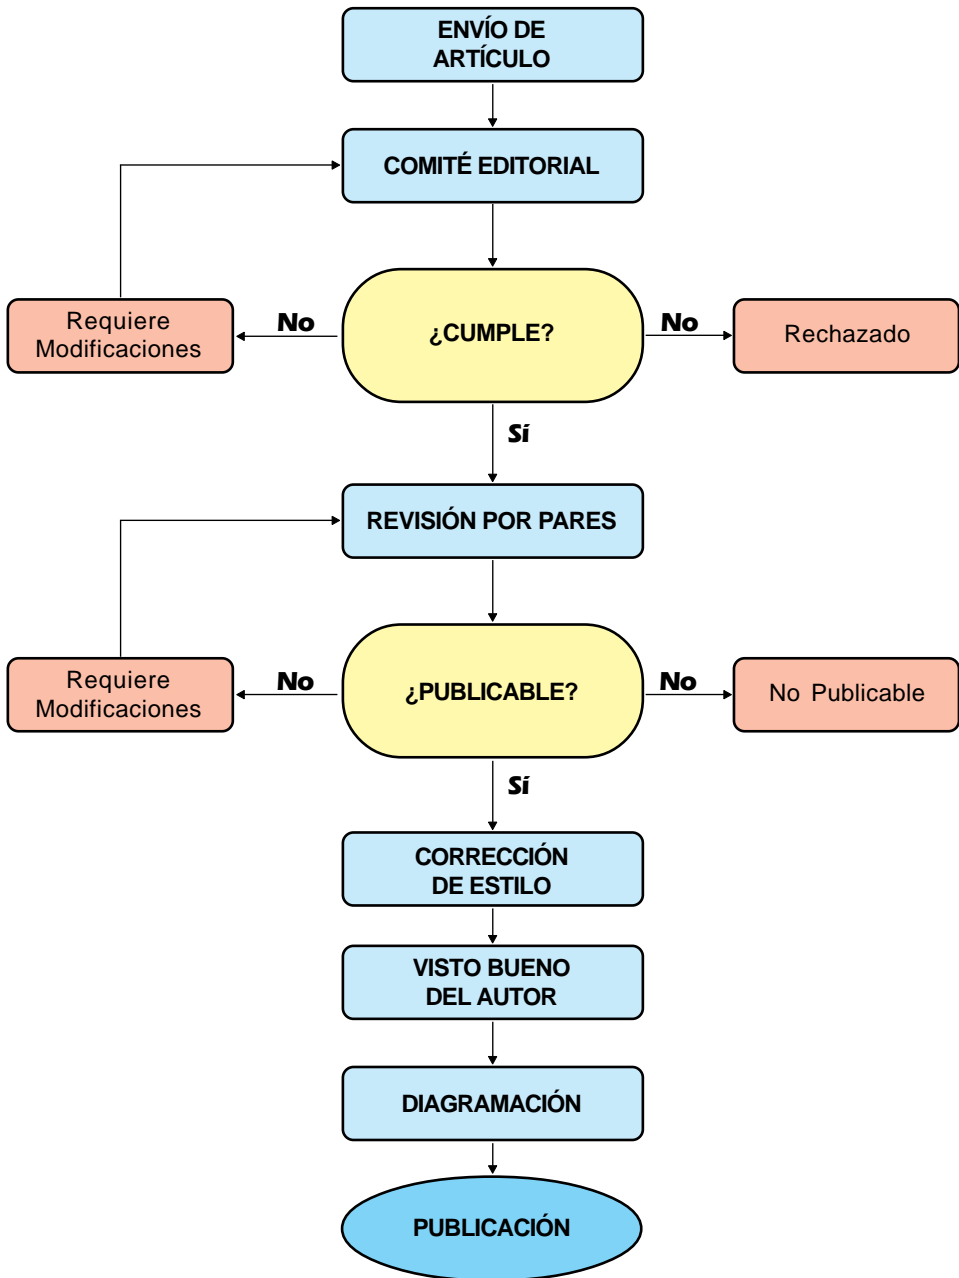 ENVÍO DE
ARTÍCULO
COMITÉ EDITORIAL
Requiere
Modificaciones
No
¿CUMPLE?
No
Rechazado
Sí
REVISIÓN POR PARES
Requiere
Modificaciones
No
¿PUBLICABLE?
No
No Publicable
Sí
CORRECCIÓN
DE ESTILO
VISTO BUENO
DEL AUTOR
DIAGRAMACIÓN
PUBLICACIÓN